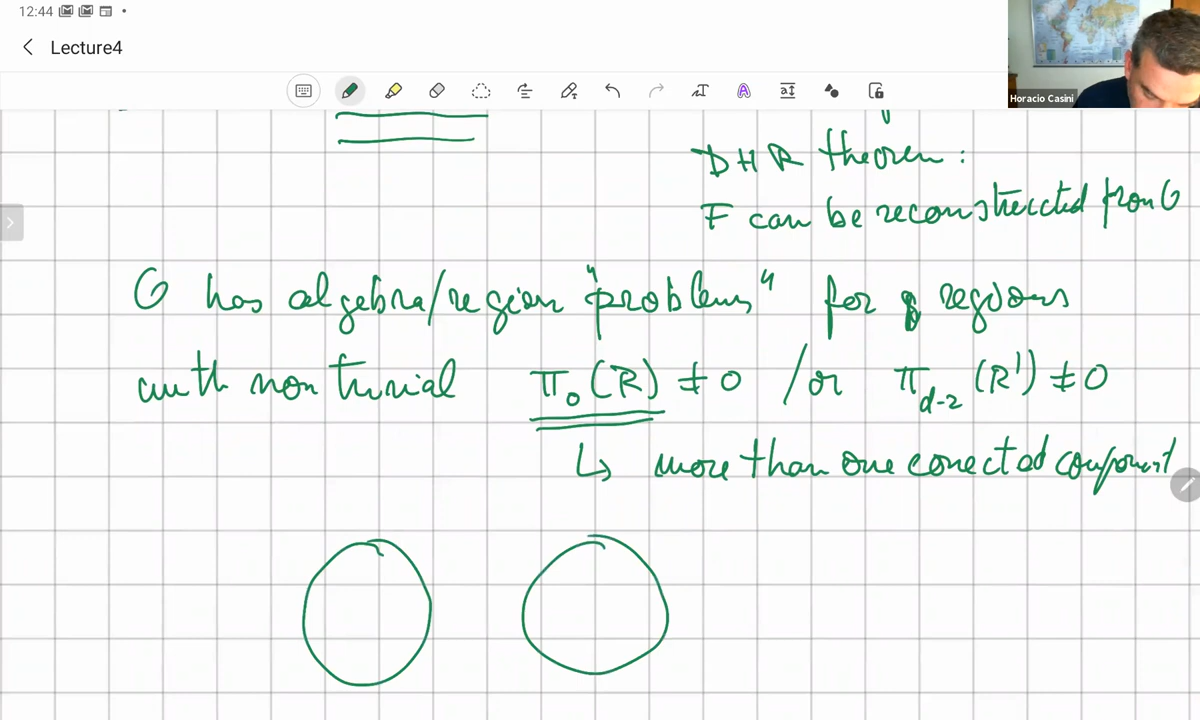 12:44
Lecture4
Horacio Casini
DHR theorem :
F can be reconstructed from O
O has algebra/region "problems" for regions
with non trivial π₀(R) ≠ 0 / or π_{d-2}(R') ≠ 0
↳ more than one conected component